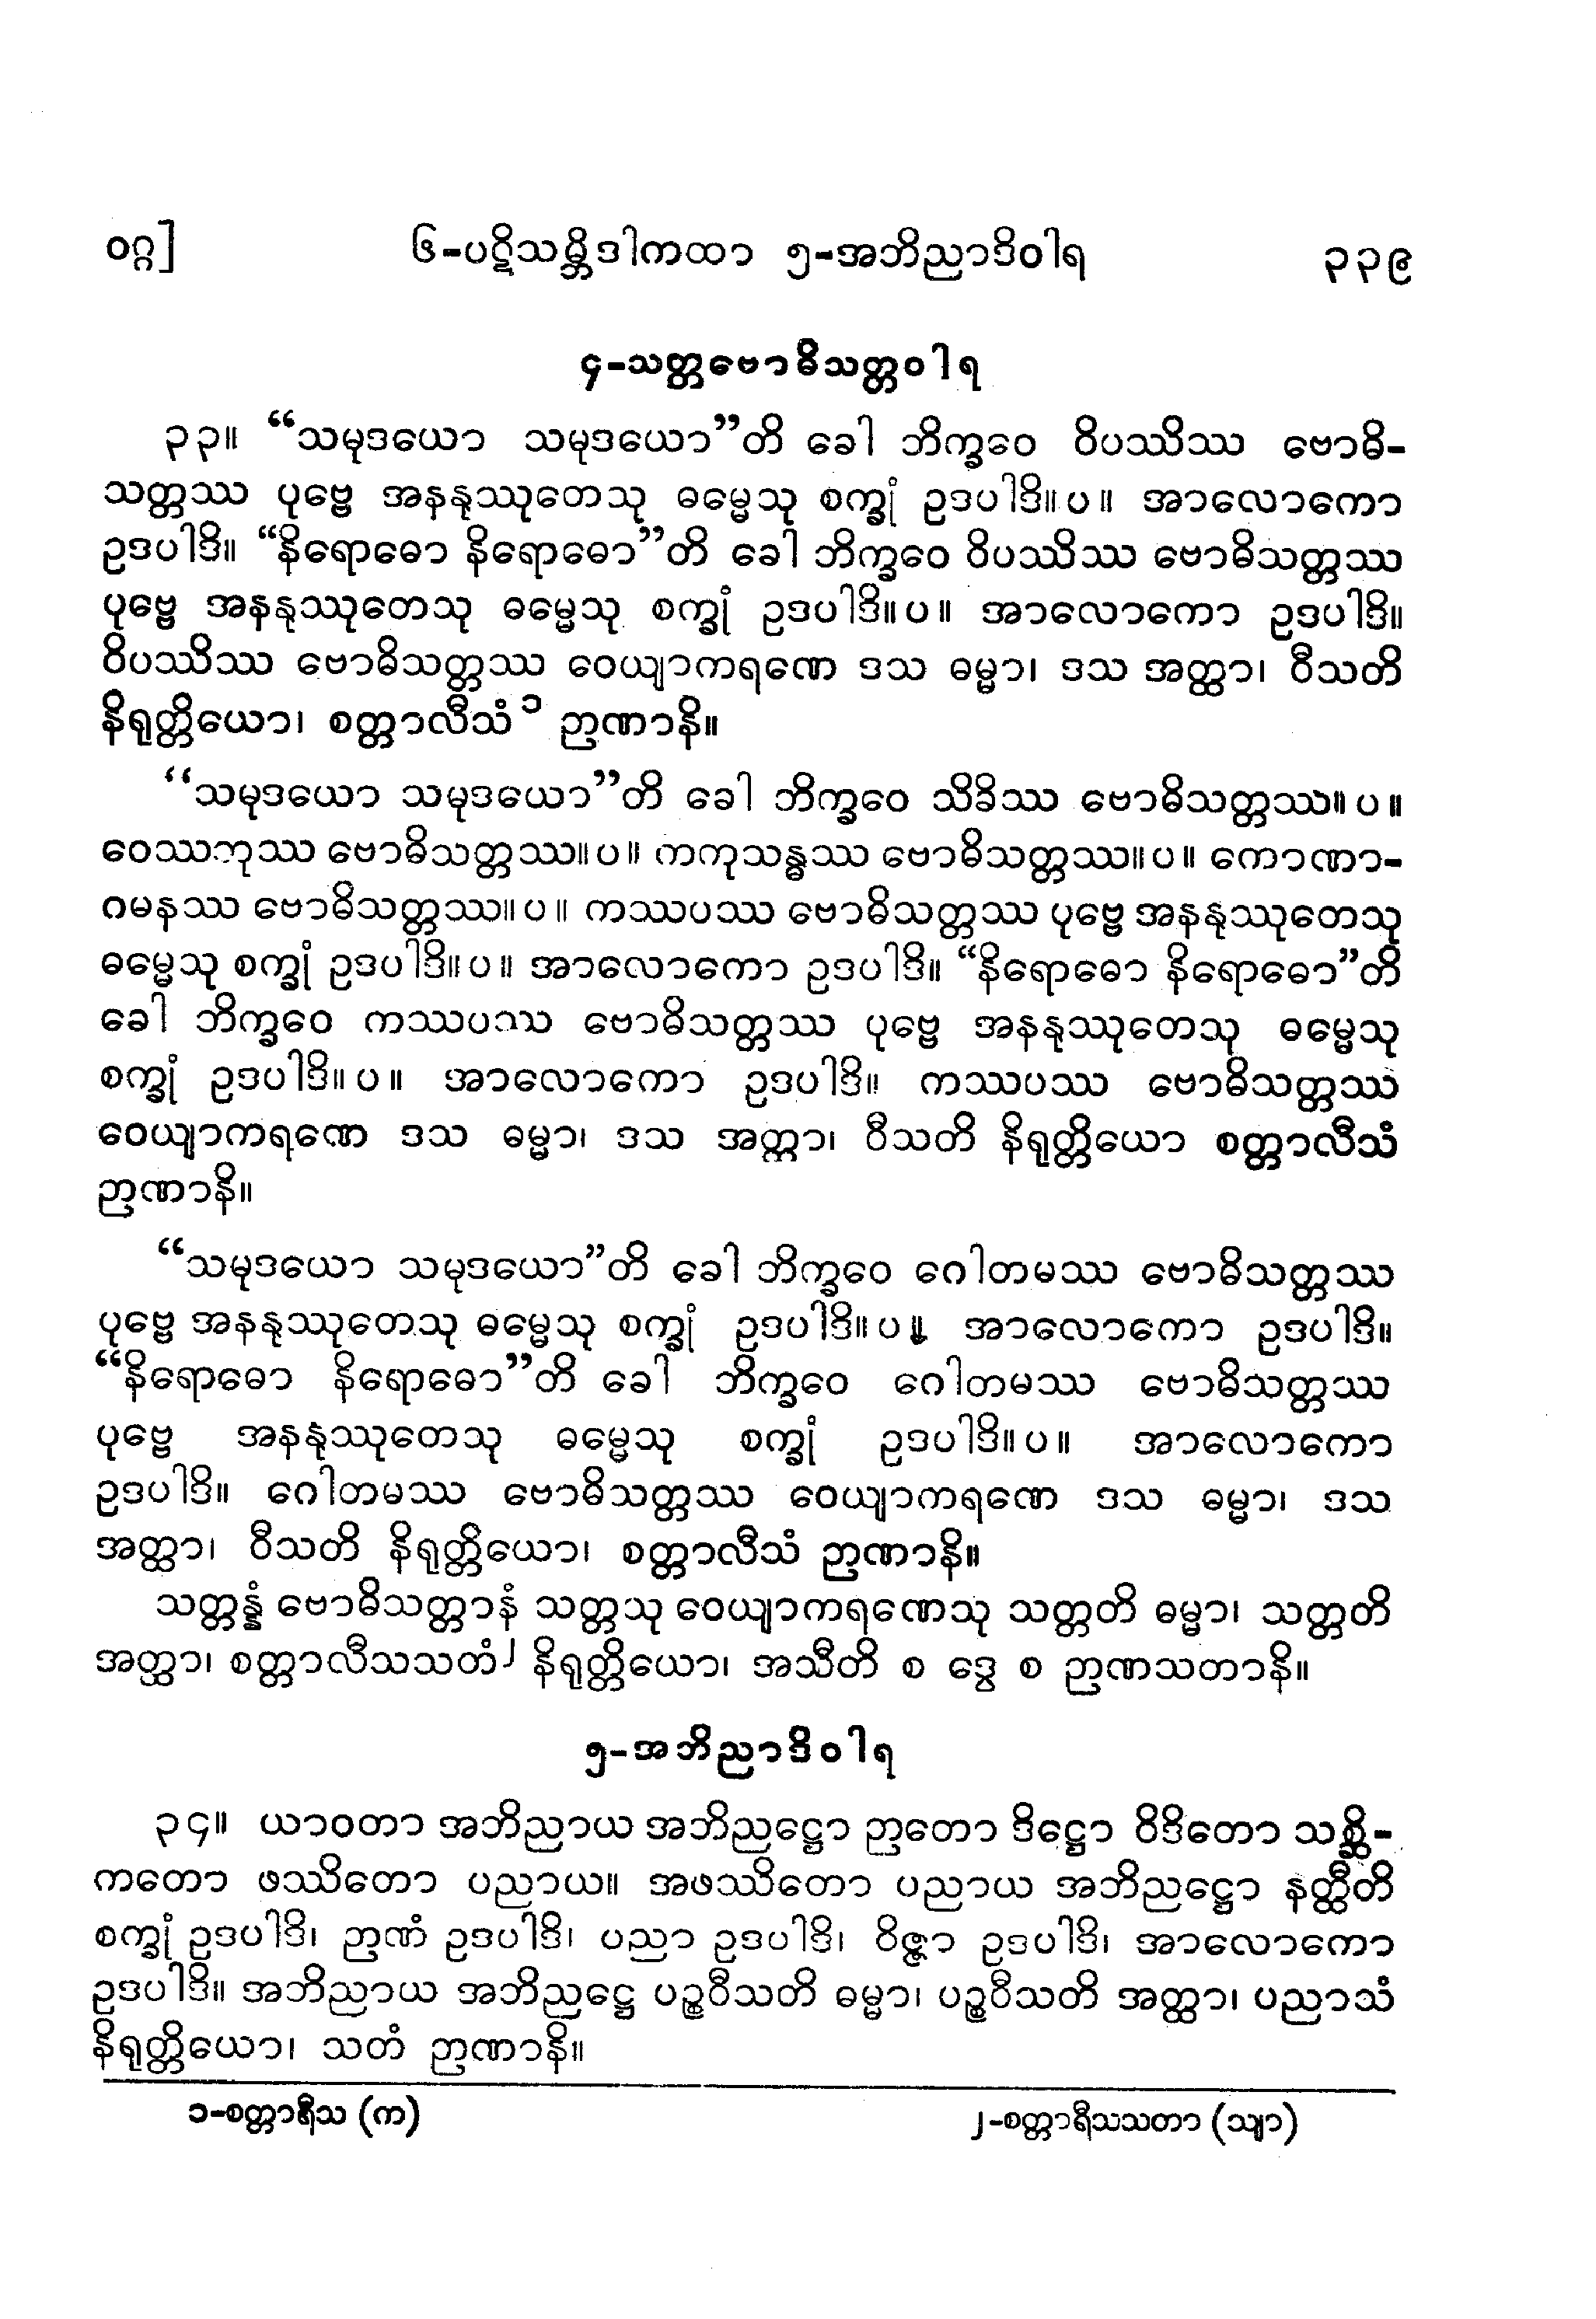 ဝဂ္ဂ]	၆-ပဋိသမ္ဘိဒါကထာ ၅-အဘိညာဒိဝါရ	၃၃၉
၄-သတ္တဗောဓိသတ္တဝါရ
၃၃။ “သမုဒယော သမုဒယော”တိ ခေါ ဘိက္ခဝေ ဝိပဿိဿ ဗောဓိ-
သတ္တဿ ပုဗ္ဗေ အနနုဿုတေသု ဓမ္မေသု စက္ခုံ ဥဒပါဒိ။ပ။ အာလောကော
ဥဒပါဒိ။ “နိရောဓော နိရောဓော”တိ ခေါ ဘိက္ခဝေ ဝိပဿိဿ ဗောဓိသတ္တဿ
ပုဗ္ဗေ အနနုဿုတေသု ဓမ္မေသု စက္ခုံ ဥဒပါဒိ။ပ။ အာလောကော ဥဒပါဒိ။
ဝိပဿိဿ ဗောဓိသတ္တဿ ဝေယျာကရဏေ ဒသ ဓမ္မာ၊ ဒသ အတ္ထာ၊ ဝီသတိ
နိရုတ္တိယော၊ စတ္တာလီသံ ၁ ဉာဏာနိ။
“သမုဒယော သမုဒယော”တိ ခေါ ဘိက္ခဝေ သိခိဿ ဗောဓိသတ္တဿ။ပ။
ဝေဿဘုဿ ဗောဓိသတ္တဿ။ပ။ ကကုသန္ဓဿ ဗောဓိသတ္တဿ။ပ။ ကောဏာ-
ဂမနဿ ဗောဓိသတ္တဿ။ပ။ ကဿပဿ ဗောဓိသတ္တဿ ပုဗ္ဗေ အနနုဿုတေသု
ဓမ္မေသု စက္ခုံ ဥဒပါဒိ။ပ။ အာလောကော ဥဒပါဒိ။ “နိရောဓော နိရောဓော”တိ
ခေါ ဘိက္ခဝေ ကဿပဿ ဗောဓိသတ္တဿ ပုဗ္ဗေ အနနုဿုတေသု ဓမ္မေသု
စက္ခုံ ဥဒပါဒိ။ပ။ အာလောကော ဥဒပါဒိ။ ကဿပဿ ဗောဓိသတ္တဿ
ဝေယျာကရဏေ ဒသ ဓမ္မာ၊ ဒသ အတ္ထာ၊ ဝီသတိ နိရုတ္တိယော စတ္တာလီသံ
ဉာဏာနိ။
“သမုဒယော သမုဒယော”တိ ခေါ ဘိက္ခဝေ ဂေါတမဿ ဗောဓိသတ္တဿ
ပုဗ္ဗေ အနနုဿုတေသု ဓမ္မေသု စက္ခုံ ဥဒပါဒိ။ပ။ အာလောကော ဥဒပါဒိ။
“နိရောဓော နိရောဓော”တိ ခေါ ဘိက္ခဝေ ဂေါတမဿ ဗောဓိသတ္တဿ
ပုဗ္ဗေ အနနုဿုတေသု ဓမ္မေသု စက္ခုံ ဥဒပါဒိ။ပ။ အာလောကော
ဥဒပါဒိ။ ဂေါတမဿ ဗောဓိသတ္တဿ ဝေယျာကရဏေ ဒသ ဓမ္မာ၊ ဒသ
အတ္ထာ၊ ဝီသတိ နိရုတ္တိယော၊ စတ္တာလီသံ ဉာဏာနိ။
သတ္တန္နံ ဗောဓိသတ္တာနံ သတ္တသု ဝေယျာကရဏေသု သတ္တတိ ဓမ္မာ၊ သတ္တတိ
အတ္ထာ၊ စတ္တာလီသသတံ၂ နိရုတ္တိယော၊ အသီတိ စ ဒွေ စ ဉာဏသတာနိ။
၅-အဘိညာဒိဝါရ
၃၄။ ယာဝတာ အဘိညာယ အဘိညဋ္ဌော ဉာတော ဒိဋ္ဌော ဝိဒိတော သစ္ဆိ-
ကတော ဖဿိတော ပညာယ။ အဖဿိတော ပညာယ အဘိညဋ္ဌော နတ္ထီတိ
စက္ခုံ ဥဒပါဒိ၊ ဉာဏံ ဥဒပါဒိ၊ ပညာ ဥဒပါဒိ၊ ဝိဇ္ဇာ ဥဒပါဒိ၊ အာလောကော
ဥဒပါဒိ။ အဘိညာယ အဘိညဋ္ဌေ ပဉ္စဝီသတိ ဓမ္မာ၊ ပဉ္စဝီသတိ အတ္ထာ၊ ပညာသံ
နိရုတ္တိယော၊ သတံ ဉာဏာနိ။
၁-စတ္တာရီသ (က)	၂-စတ္တာရီသသတာ (သျာ)